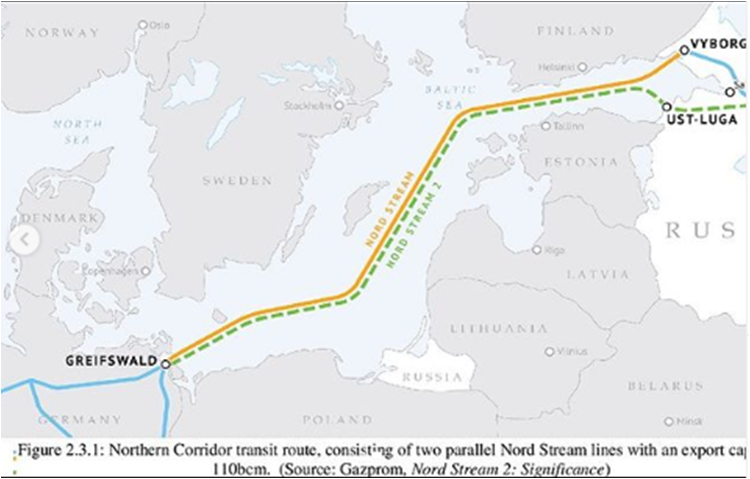 NORWAY
Oslo
FINLAND
VYBORG
Helsinki
BALTIC
SEA
Stockholm
UST-LUGA
NORTH
SEA
Tallinn
ESTONIA
SWEDEN
NORD STREAM
NORD STREAM 2
DENMARK
RUS
Riga
Copenhagen
LATVIA
LITHUANIA
GREIFSWALD
Vilnius
RUSSIA
BELARUS
GERMANY
POLAND
Minsk
Figure 2.3.1: Northern Corridor transit route, consisting of two parallel Nord Stream lines with an export ca
110bcm. (Source: Gazprom, Nord Stream 2: Significance)